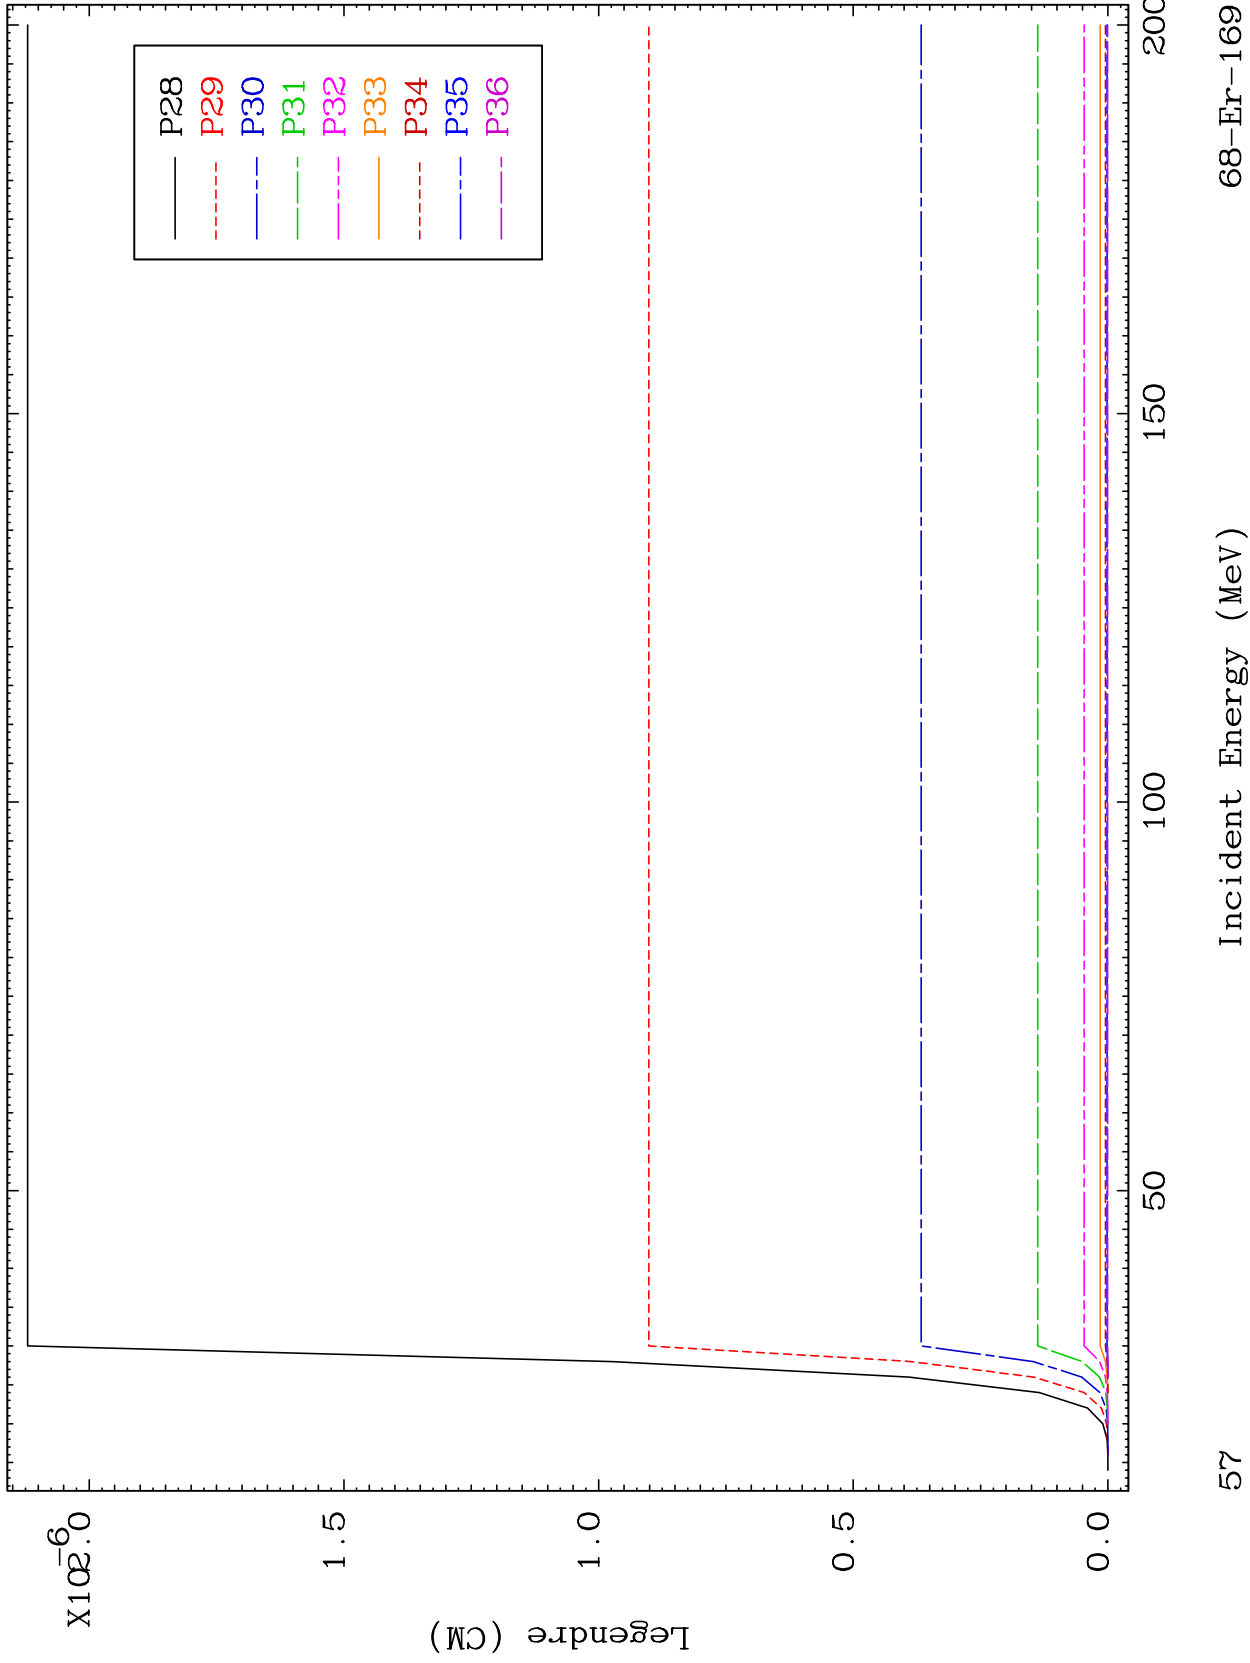 X10-6
2.0
1.5
1.0
0.5
0.0
Legendre (CM)
P28
P29
P30
P31
P32
P33
P34
P35
P36
50
100
150
200
Incident Energy (MeV)
57
68-Er-169